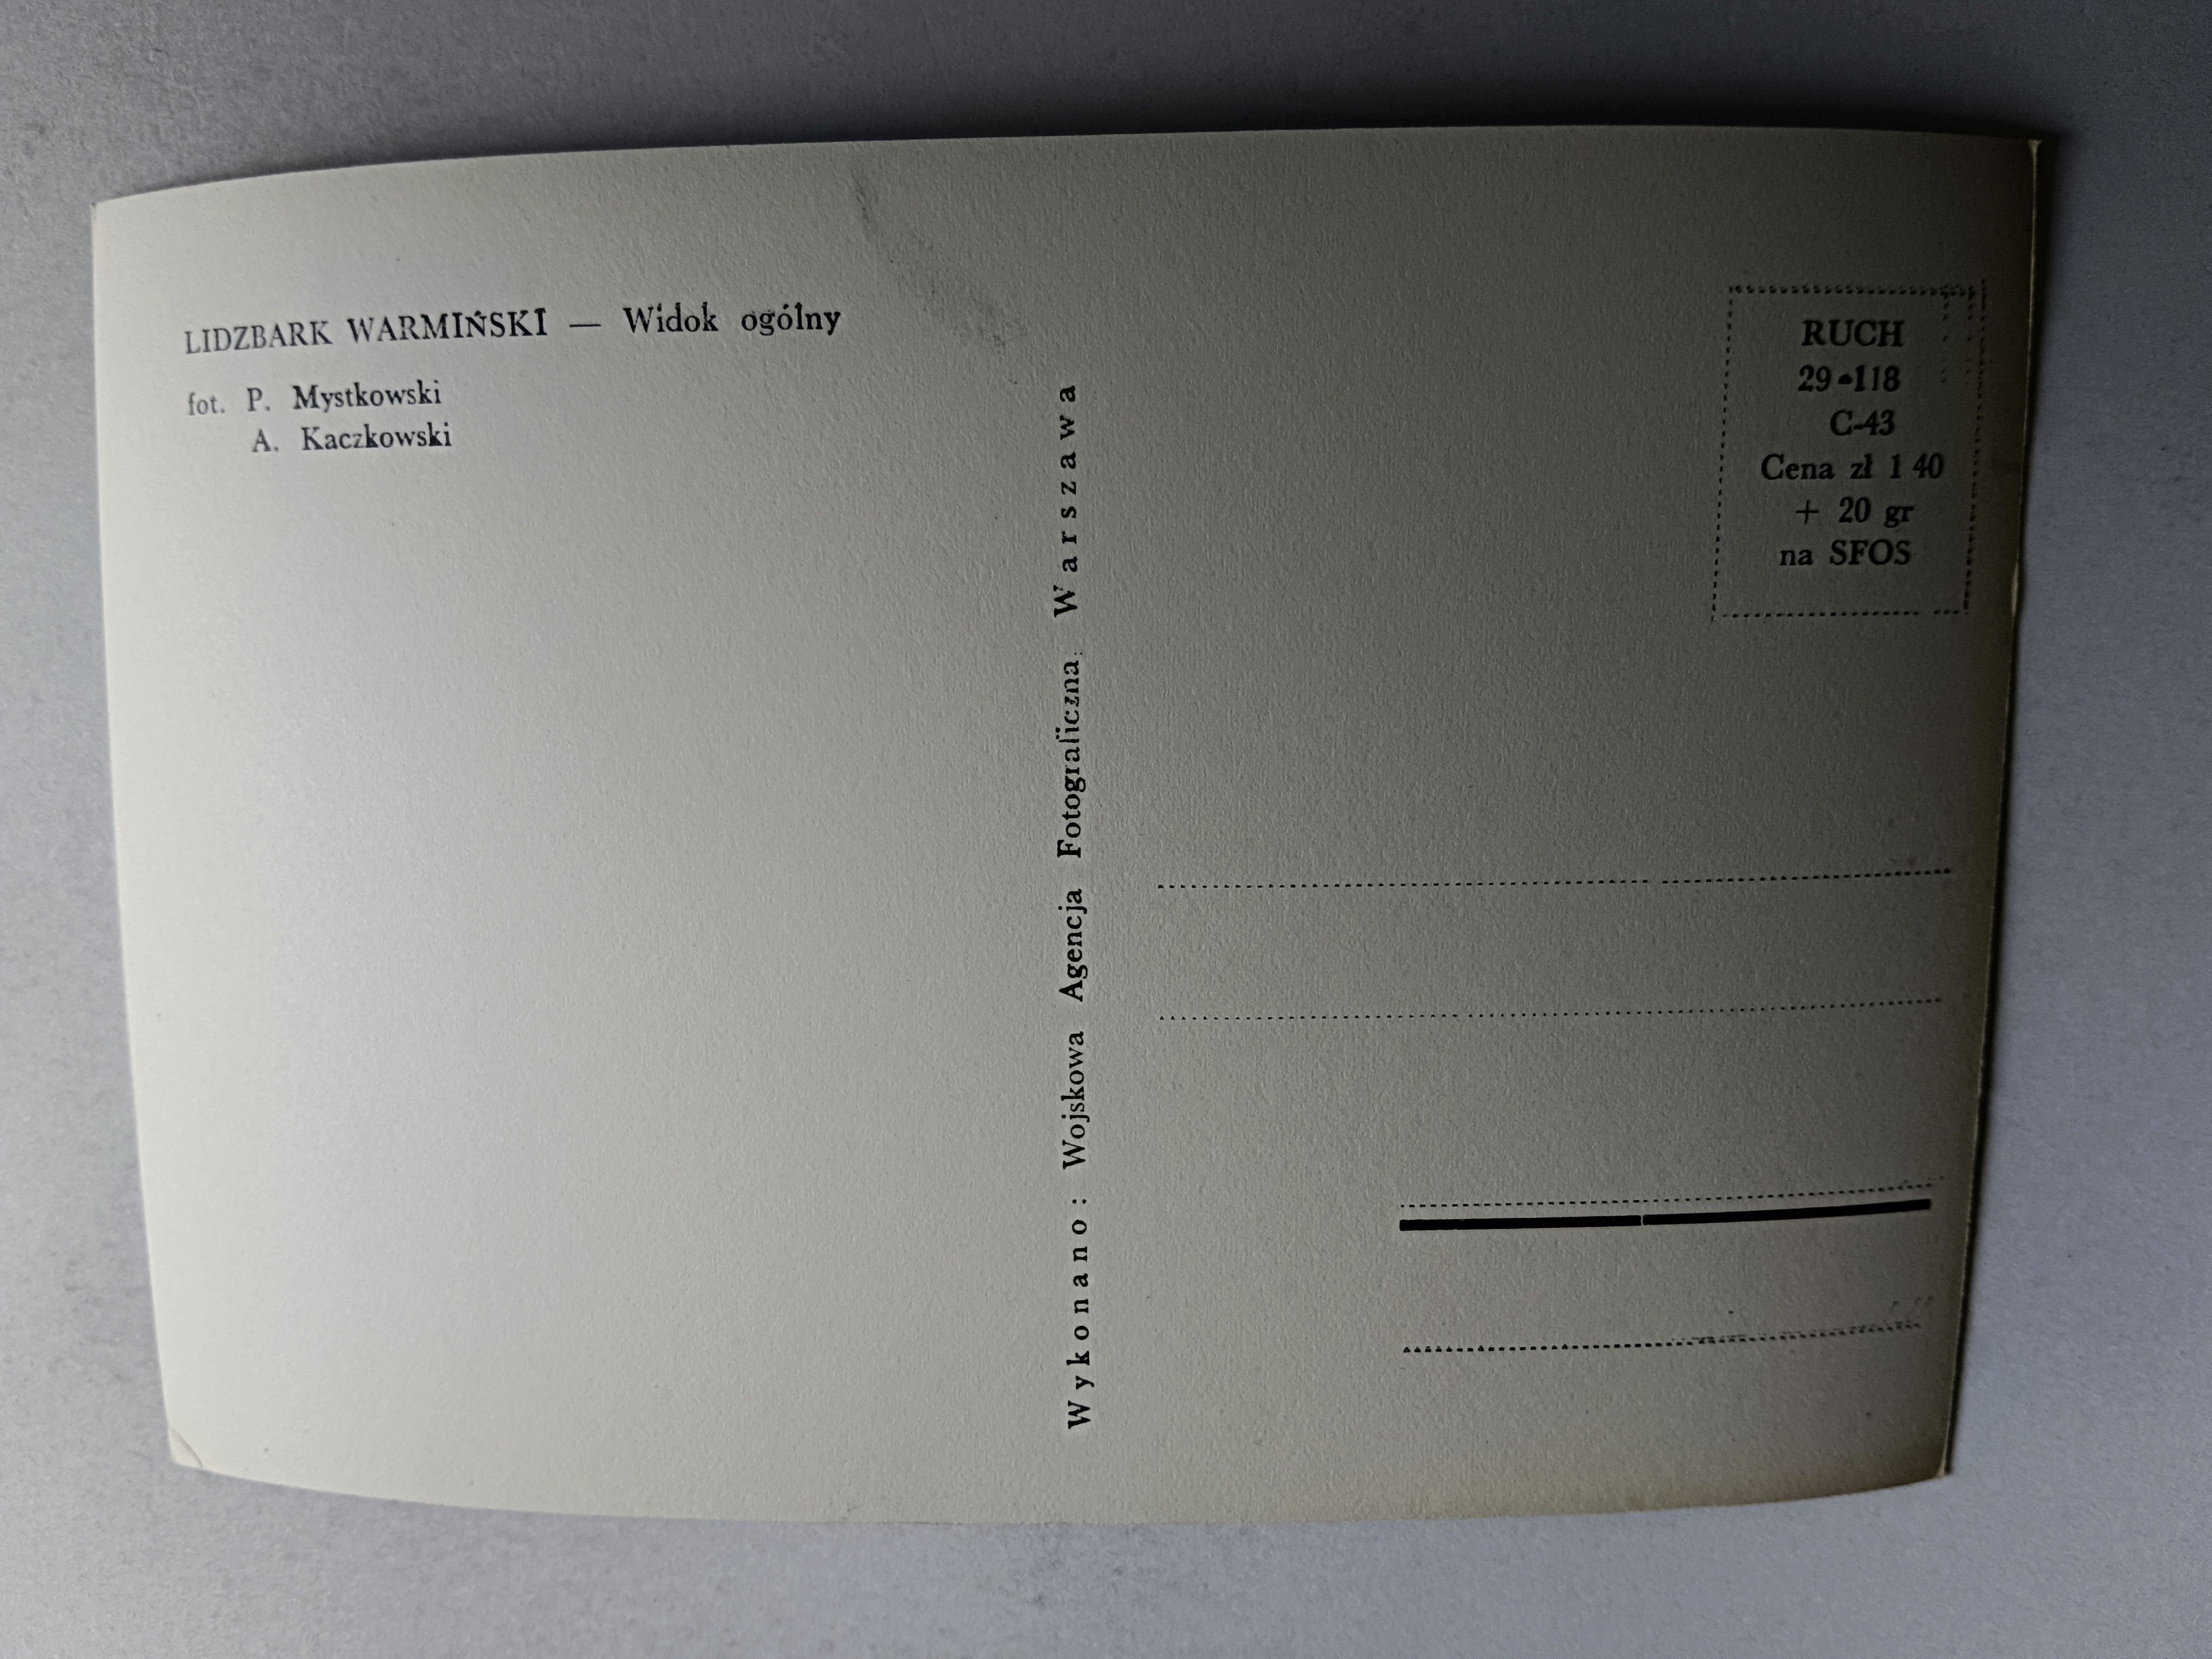 LIDZBARK WARMIŃSKI — Widok ogólny
fot. P. Mystkowski
A. Kaczkowski
Wykonano: Wojskowa Agencja Fotograficzna. Warszawa
RUCH
29-118
C-43
Cena zł 1 40
+ 20 gr
na SFOS